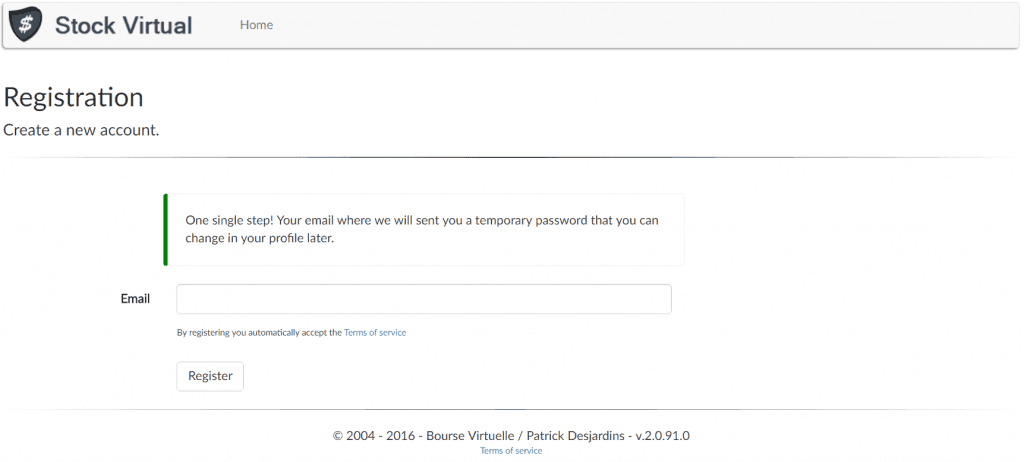 Stock Virtual Home
Registration
Create a new account.
One single step! Your email where we will sent you a temporary password that you can
change in your profile later.
Email
By registering you automatically accept the Terms of service
Register
© 2004 - 2016 - Bourse Virtuelle / Patrick Desjardins - v.2.0.91.0
Terms of service